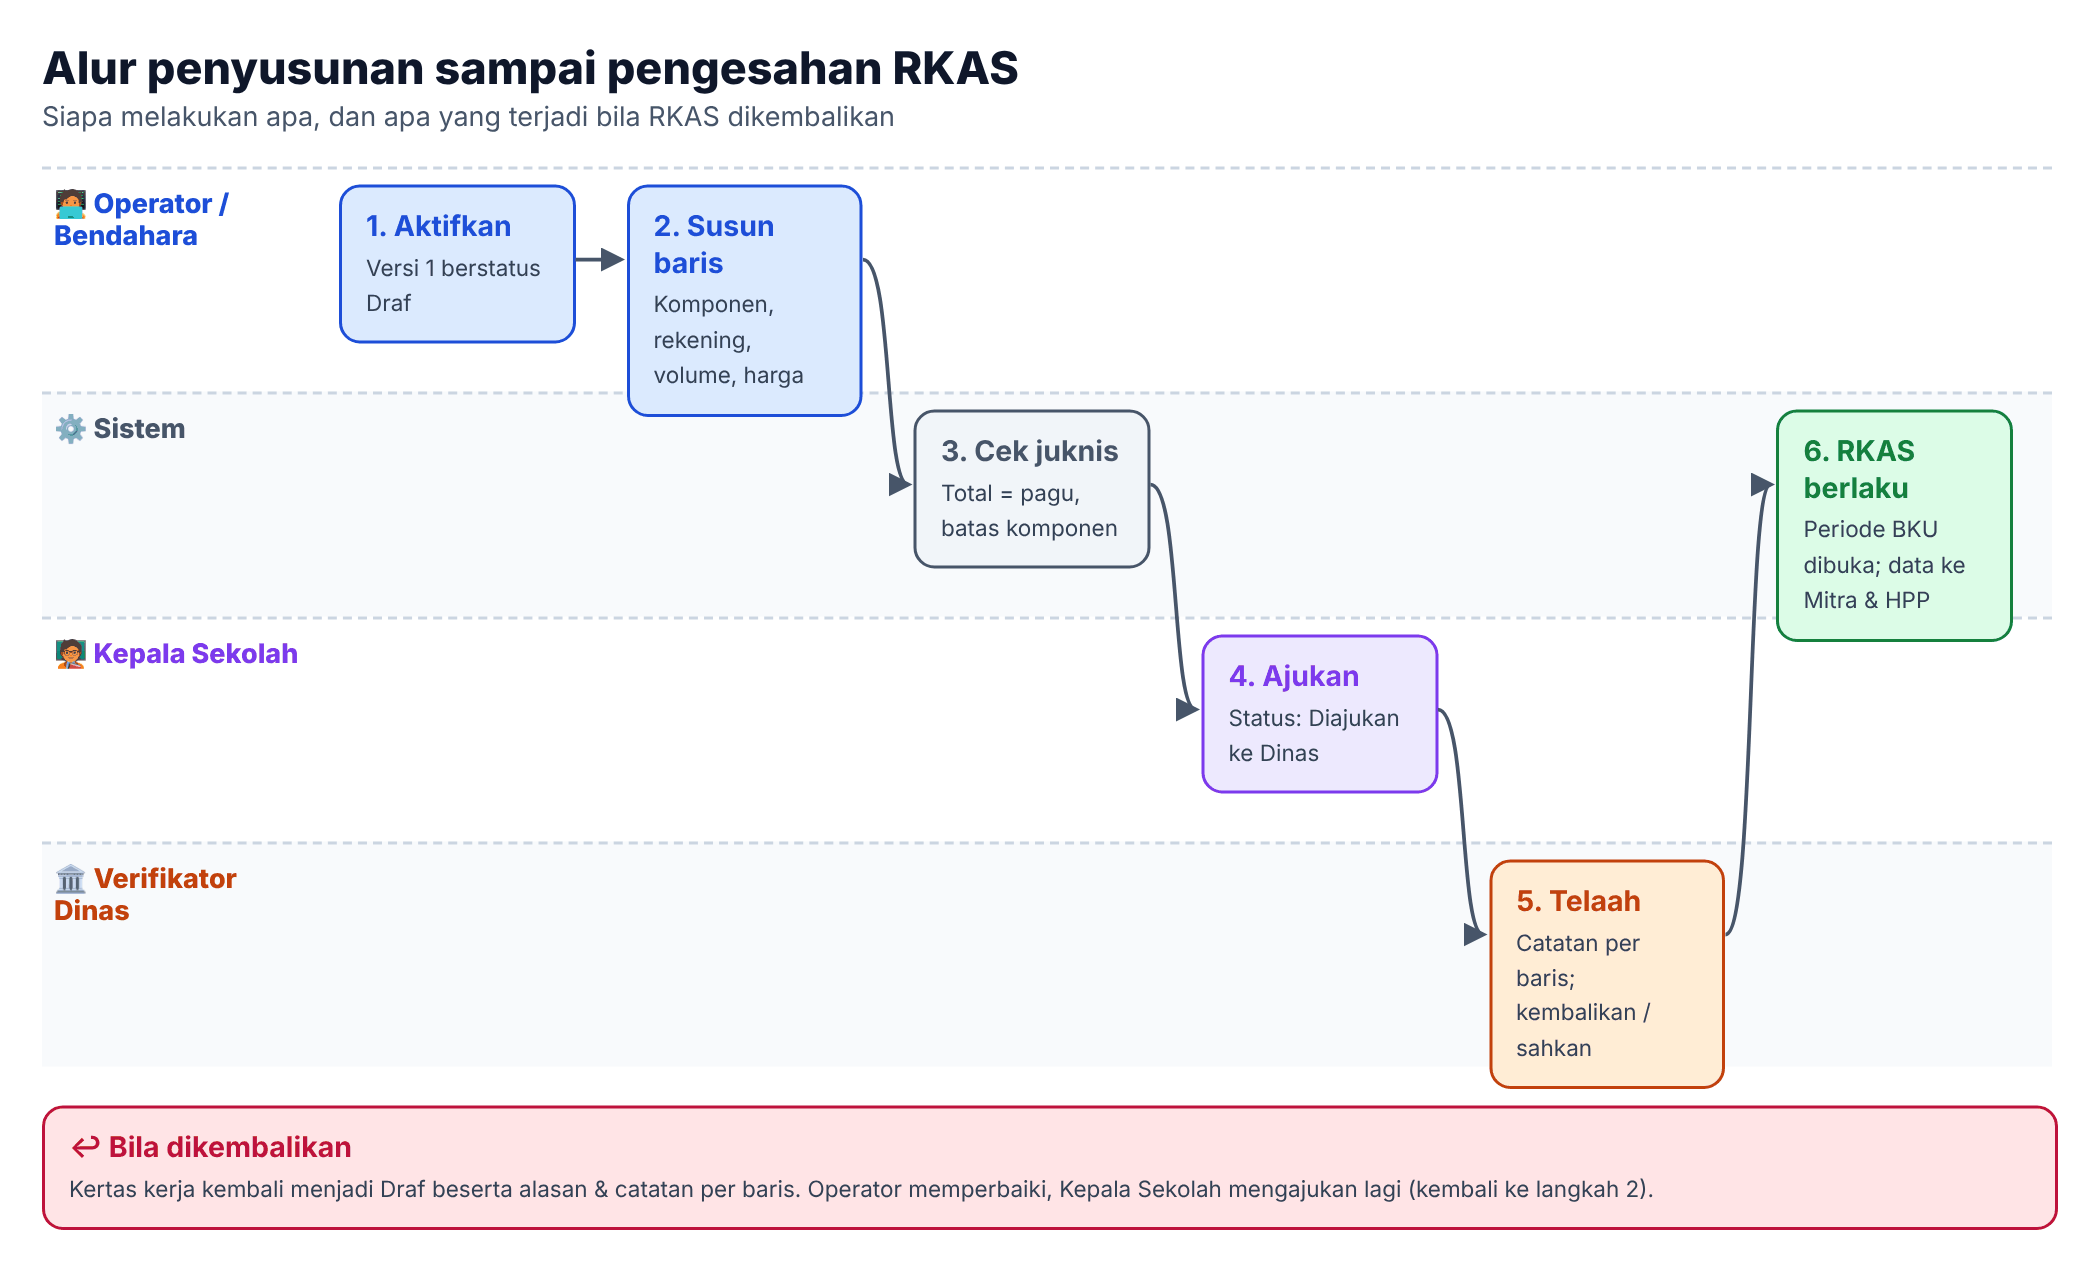 Alur penyusunan sampai pengesahan RKAS
Siapa melakukan apa, dan apa yang terjadi bila RKAS dikembalikan
Operator /
Bendahara
1. Aktifkan
Versi 1 berstatus
Draf
2. Susun
baris
Komponen,
rekening,
volume, harga
Sistem
3. Cek juknis
Total = pagu,
batas komponen
6. RKAS
berlaku
Periode BKU
dibuka; data ke
Mitra & HPP
Kepala Sekolah
4. Ajukan
Status: Diajukan
ke Dinas
Verifikator
Dinas
5. Telaah
Catatan per
baris;
kembalikan /
sahkan
↩ Bila dikembalikan
Kertas kerja kembali menjadi Draf beserta alasan & catatan per baris. Operator memperbaiki, Kepala Sekolah mengajukan lagi (kembali ke langkah 2).